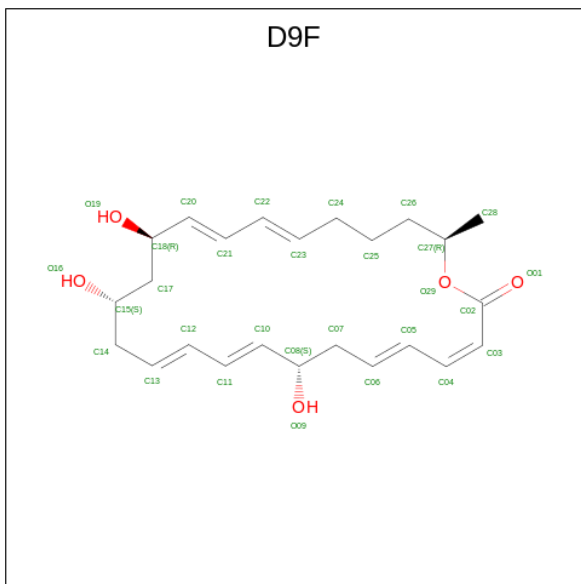 D9F
O19
C20
C22
C24
C26
C28
HO
C18(R)
C21
C23
C25
C27(R)
O16
HO
C17
O29
O
O01
O
C15(S)
C02
C12
C10
C07
C05
C14
C08(S)
C03
C13
C11
C06
C04
OH
O09